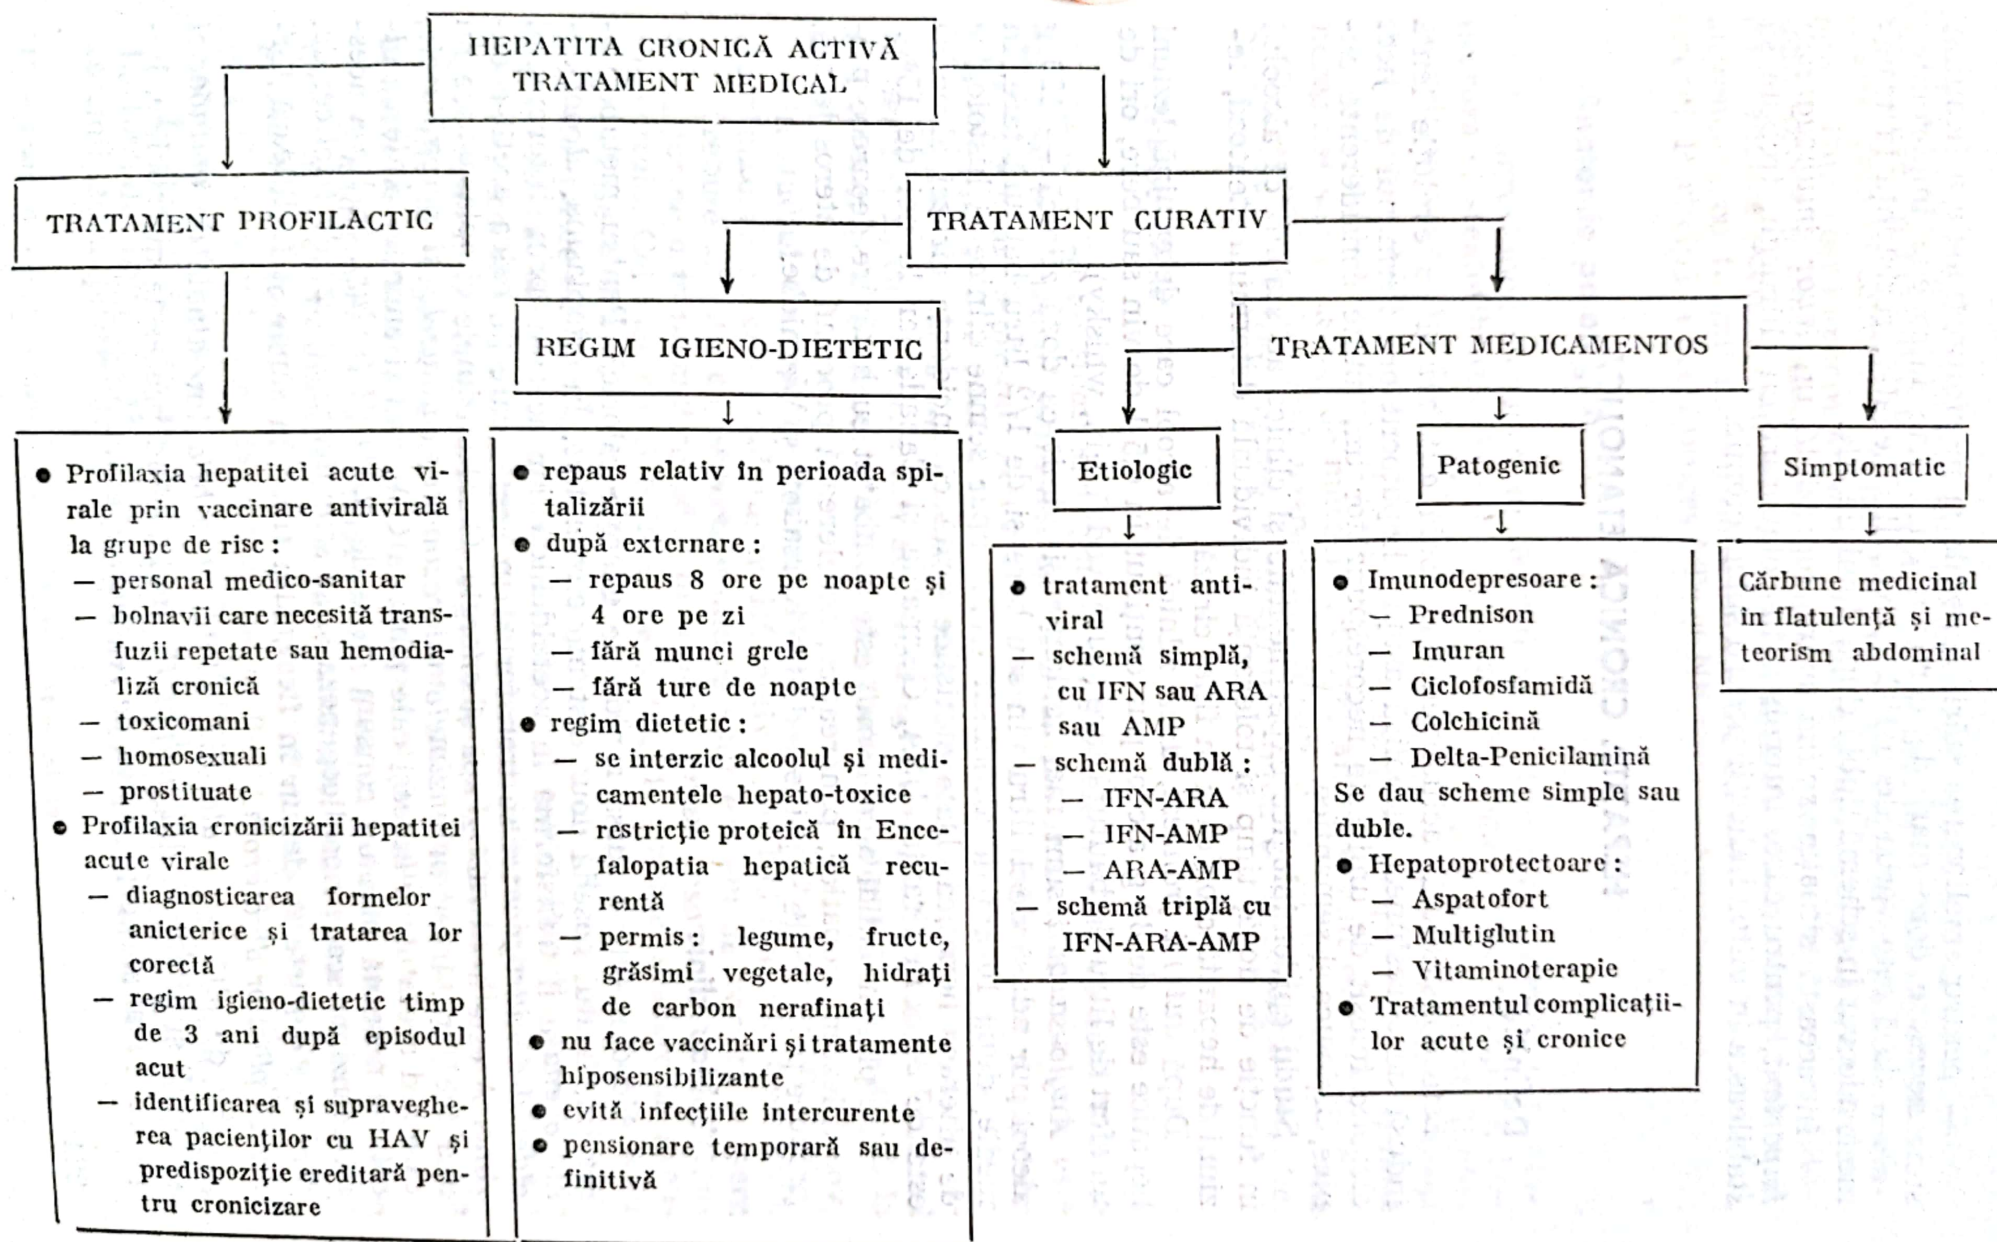 HEPATITA CRONICĂ ACTIVĂ
TRATAMENT MEDICAL
TRATAMENT PROFILACTIC
TRATAMENT CURATIV
REGIM IGIENO-DIETETIC
TRATAMENT MEDICAMENTOS
● Profilaxia hepatitei acute vi-
rale prin vaccinare antivirală
la grupe de risc :
— personal medico-sanitar
— bolnavii care necesită trans-
fuzii repetate sau hemodia-
liză cronică
— toxicomani
— homosexuali
— prostituate
● Profilaxia cronicizării hepatitei
acute virale
— diagnosticarea formelor
anicterice și tratarea lor
corectă
— regim igieno-dietetic timp
de 3 ani după episodul
acut
— identificarea și supraveghe-
rea pacienților cu HAV și
predispoziție ereditară pen-
tru cronicizare
● repaus relativ în perioada spi-
talizării
● după externare :
— repaus 8 ore pe noapte și
4 ore pe zi
— fără munci grele
— fără ture de noapte
● regim dietetic :
— se interzic alcoolul și medi-
camentele hepato-toxice
— restricție proteică în Ence-
falopatia hepatică recu-
rentă
— permis : legume, fructe,
grăsimi vegetale, hidrați
de carbon nerafinați
● nu face vaccinări și tratamente
hiposensibilizante
● evită infecțiile intercurente
● pensionare temporară sau de-
finitivă
Etiologic
● tratament anti-
viral
— schemă simplă,
cu IFN sau ARA
sau AMP
— schemă dublă :
— IFN-ARA
— IFN-AMP
— ARA-AMP
— schemă triplă cu
IFN-ARA-AMP
Patogenic
● Imunodepresoare :
— Prednison
— Imuran
— Ciclofosfamidă
— Colchicină
— Delta-Penicilamină
Se dau scheme simple sau
duble.
● Hepatoprotectoare :
— Aspatofort
— Multiglutin
— Vitaminoterapie
● Tratamentul complicații-
lor acute și cronice
Simptomatic
Cărbune medicinal
în flatulență și me-
teorism abdominal